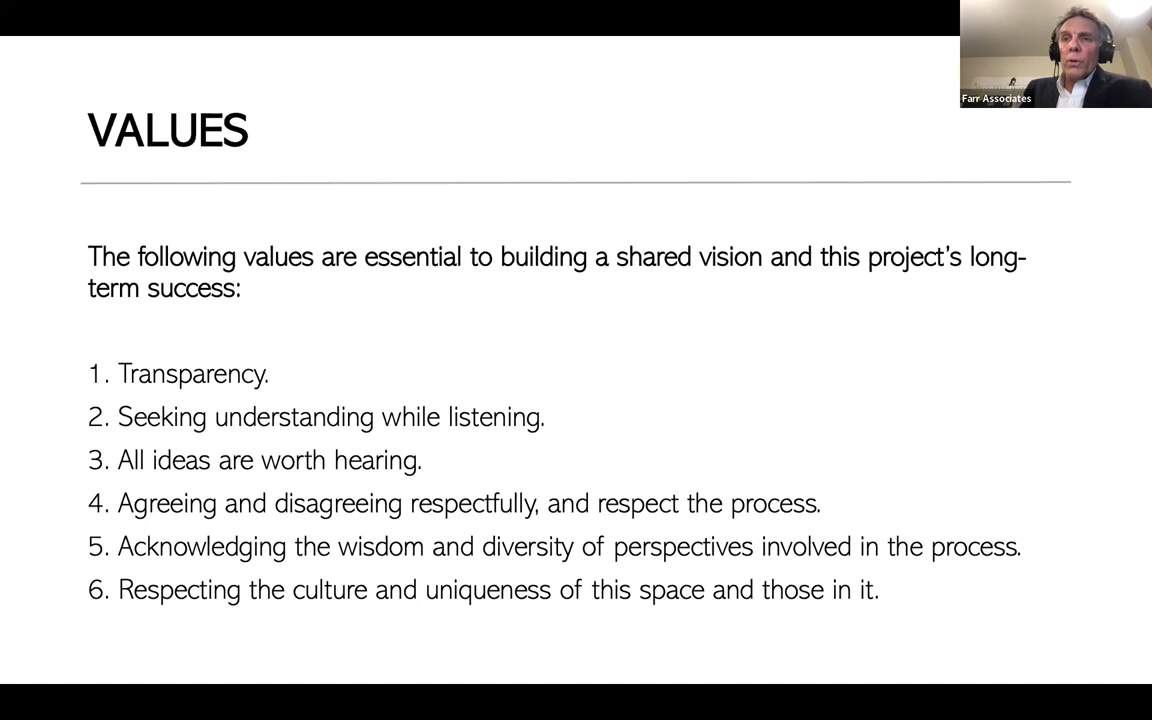 Farr Associates
VALUES
The following values are essential to building a shared vision and this project’s long-
term success:
1. Transparency.
2. Seeking understanding while listening.
3. All ideas are worth hearing.
4. Agreeing and disagreeing respectfully, and respect the process.
5. Acknowledging the wisdom and diversity of perspectives involved in the process.
6. Respecting the culture and uniqueness of this space and those in it.